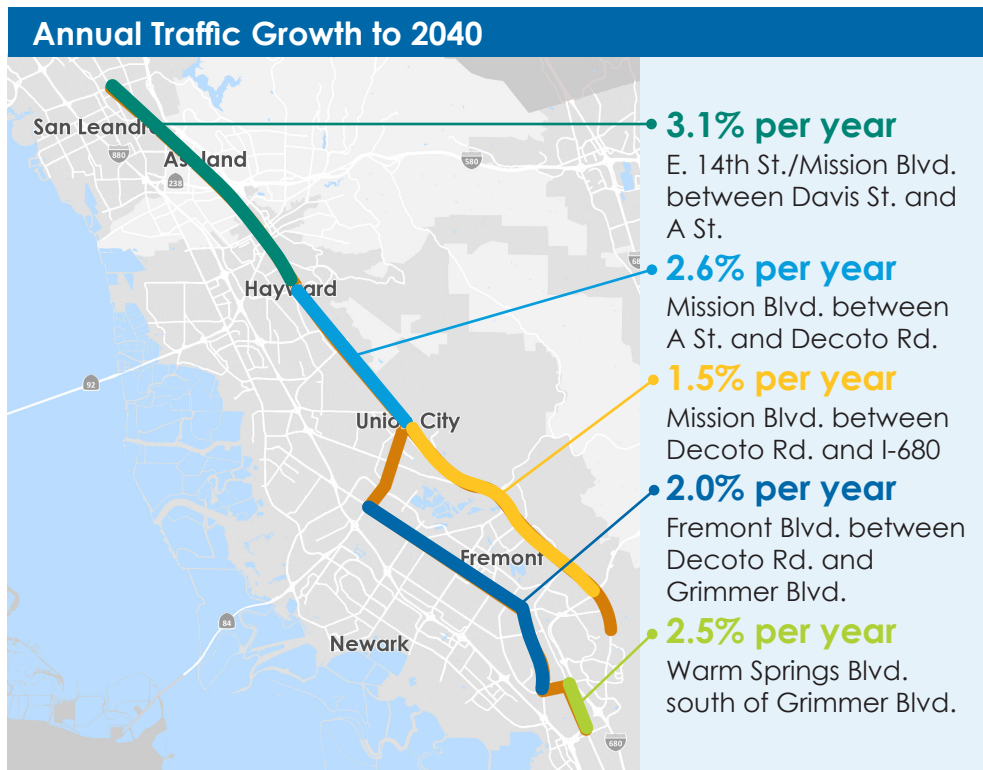 Annual Traffic Growth to 2040
San Leandro
880
Ashland
238
580
680
Hayward
92
Union City
Fremont
84
Newark
680
3.1% per year
E. 14th St./Mission Blvd.
between Davis St. and
A St.
2.6% per year
Mission Blvd. between
A St. and Decoto Rd.
1.5% per year
Mission Blvd. between
Decoto Rd. and I-680
2.0% per year
Fremont Blvd. between
Decoto Rd. and
Grimmer Blvd.
2.5% per year
Warm Springs Blvd.
south of Grimmer Blvd.